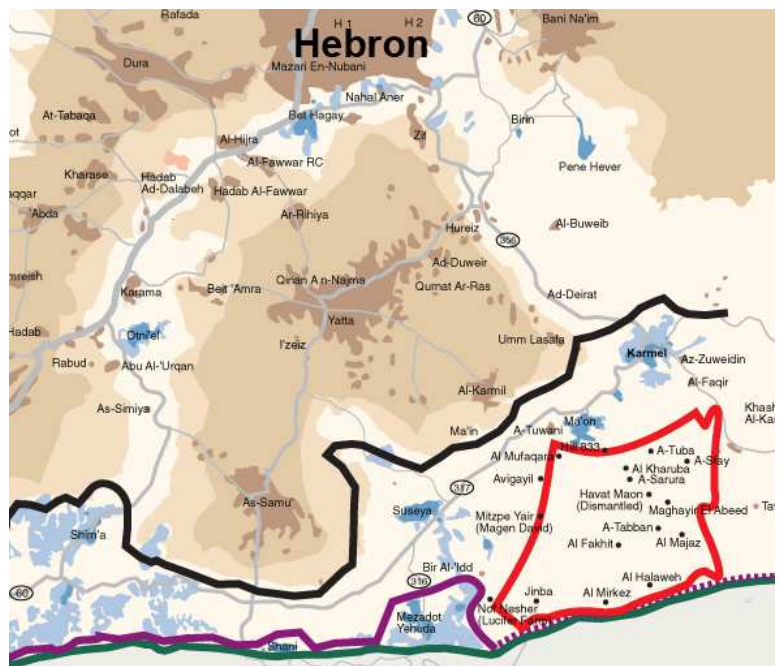 Rafada
H 1
H 2
60
Bani Na'im
Hebron
Dura
Mazari En-Nubani
Nahal Aner
At-Tabaqa
Bet Hagay
Birin
Zif
Al-Hijra
Al-Fawwar RC
Pene Hever
Kharase
Hadab
Ad-Dalabeh
Hadab Al-Fawwar
aqqar
'Abda
Ar-Rihiya
Al-Buweib
Hureiz
356
mreish
Ad-Duweir
Karama
Beit 'Amra
Qinan A n-Najma
Qumat Ar-Ras
Ad-Deirat
Yatta
Hadab
Otni'el
I'zeiz
Umm Lasafa
Karmel
Rabud
Abu Al-'Urqan
Az-Zuweidin
Al-Faqir
Al-Karmil
As-Simiya
Khash
Al-Ka
Ma'on
Ma'in
A-Tuwani
Hill 833
A-Tuba
Al Mufaqara
A-Sfay
Al Kharuba
A-Sarura
Avigayil
317
As-Samu'
Havat Maon
(Dismantled)
Maghayir El Abeed
Suseya
Mitzpe Yair
(Magen David)
Shim'a
A-Tabban
Al Majaz
Al Fakhit
Bir Al-'Idd
316
60
Al Halaweh
Jinba
Al Mirkez
Nof Nesher
(Lucifer Farm)
Mezadot
Yehuda
Shani